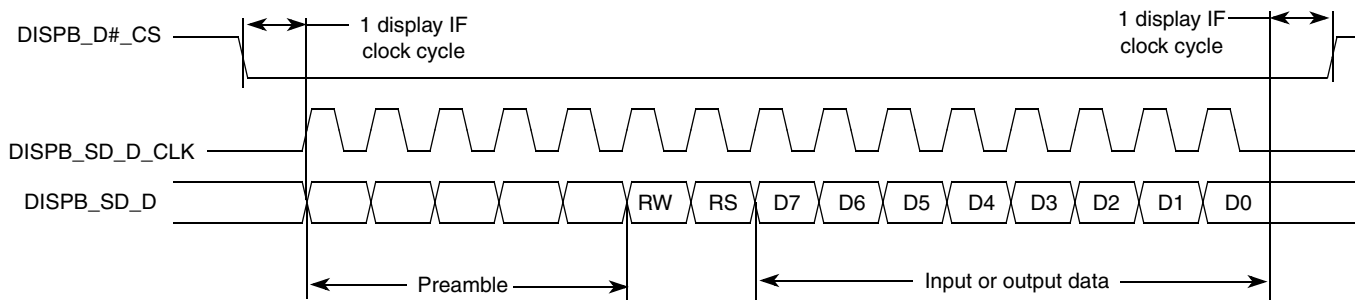 DISPB_D#_CS
1 display IF
clock cycle
1 display IF
clock cycle
DISPB_SD_D_CLK
DISPB_SD_D
RW RS D7 D6 D5 D4 D3 D2 D1 D0
Preamble
Input or output data